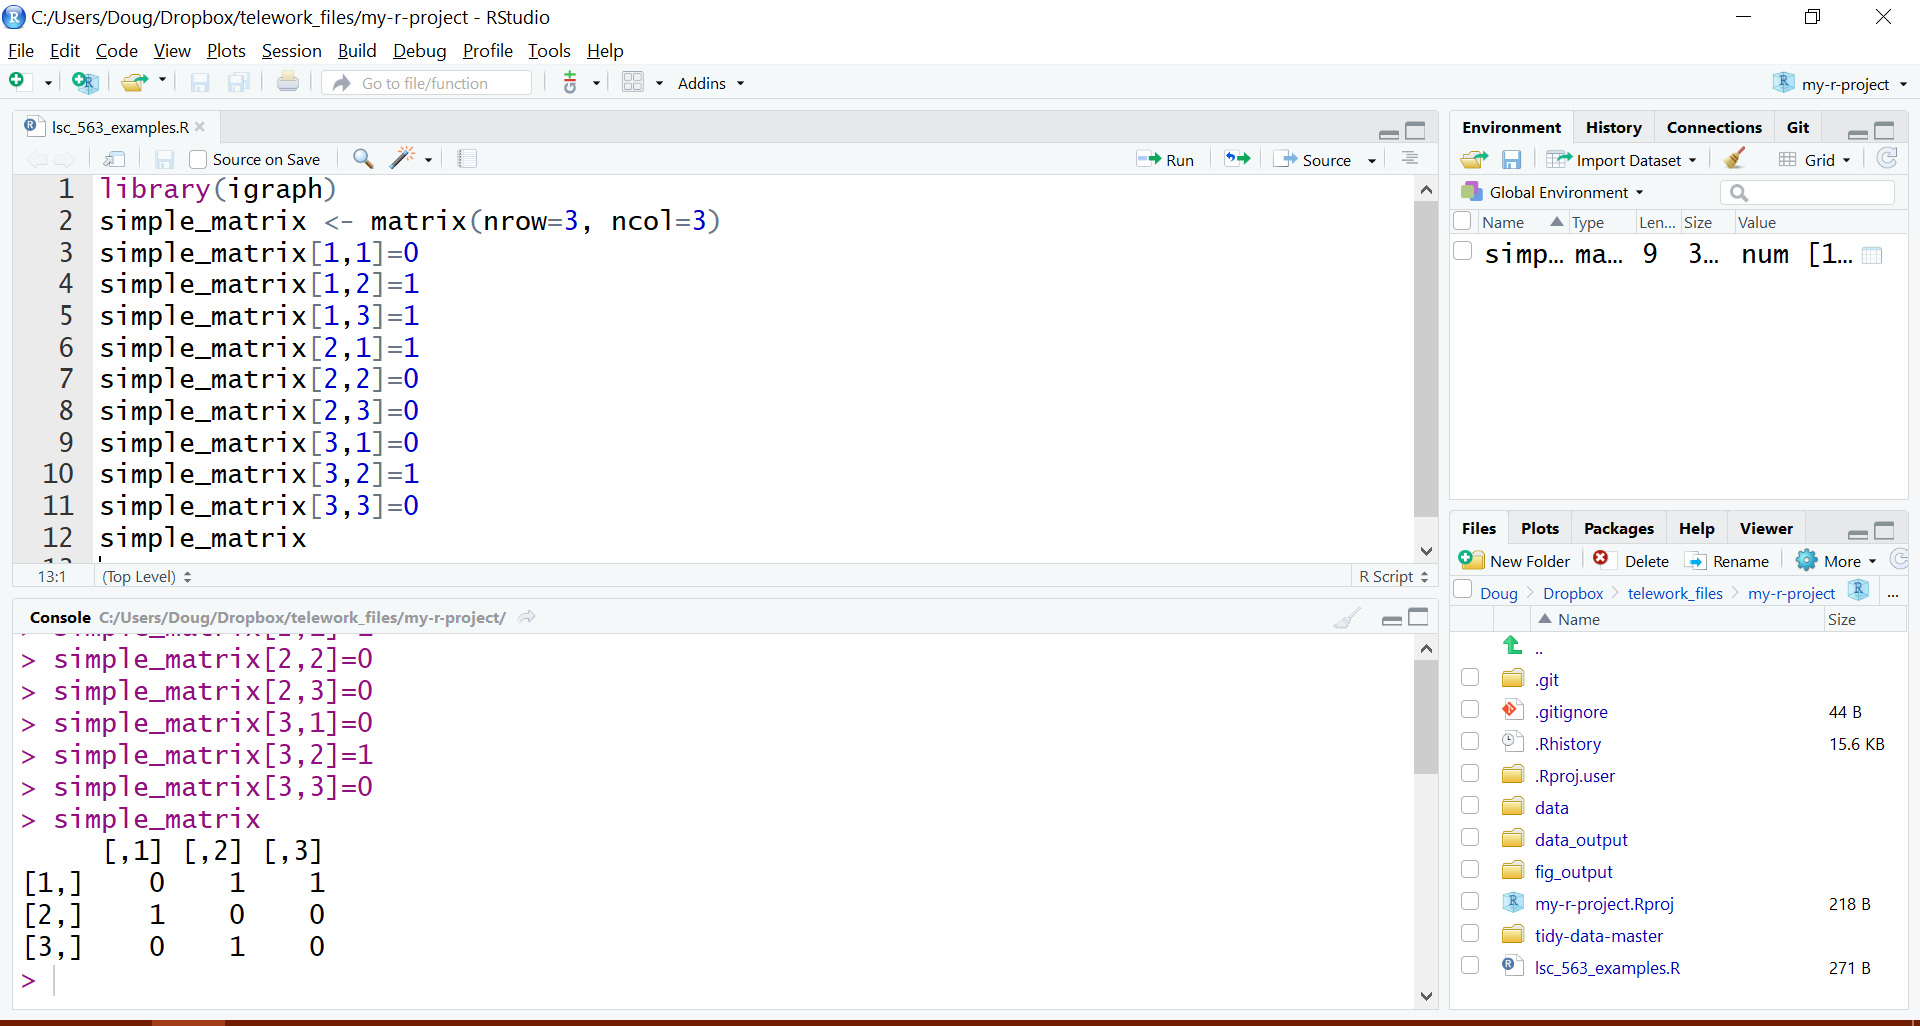 C:/Users/Doug/Dropbox/telework_files/my-r-project - RStudio
File Edit Code View Plots Session Build Debug Profile Tools Help
Go to file/function Addins my-r-project
lsc_563_examples.R
Source on Save Run Source
1 library(igraph)
2 simple_matrix <- matrix(nrow=3, ncol=3)
3 simple_matrix[1,1]=0
4 simple_matrix[1,2]=1
5 simple_matrix[1,3]=1
6 simple_matrix[2,1]=1
7 simple_matrix[2,2]=0
8 simple_matrix[2,3]=0
9 simple_matrix[3,1]=0
10 simple_matrix[3,2]=1
11 simple_matrix[3,3]=0
12 simple_matrix
13:1 (Top Level) R Script
Console C:/Users/Doug/Dropbox/telework_files/my-r-project/
> simple_matrix[2,2]=0
> simple_matrix[2,3]=0
> simple_matrix[3,1]=0
> simple_matrix[3,2]=1
> simple_matrix[3,3]=0
> simple_matrix
[,1] [,2] [,3]
[1,] 0 1 1
[2,] 1 0 0
[3,] 0 1 0
>
Environment History Connections Git
Import Dataset Grid
Global Environment
Name Type Len... Size Value
simp... ma... 9 3... num [1...
Files Plots Packages Help Viewer
New Folder Delete Rename More
Doug Dropbox telework_files my-r-project ...
Name Size
..
.git
.gitignore 44 B
.Rhistory 15.6 KB
.Rproj.user
data
data_output
fig_output
my-r-project.Rproj 218 B
tidy-data-master
lsc_563_examples.R 271 B